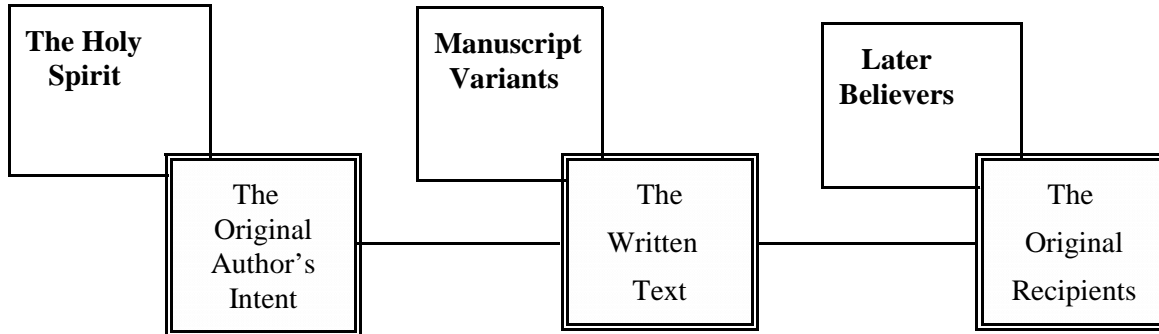 The Holy
Spirit
Manuscript
Variants
Later
Believers
The
Original
Author’s
Intent
The
Written
Text
The
Original
Recipients